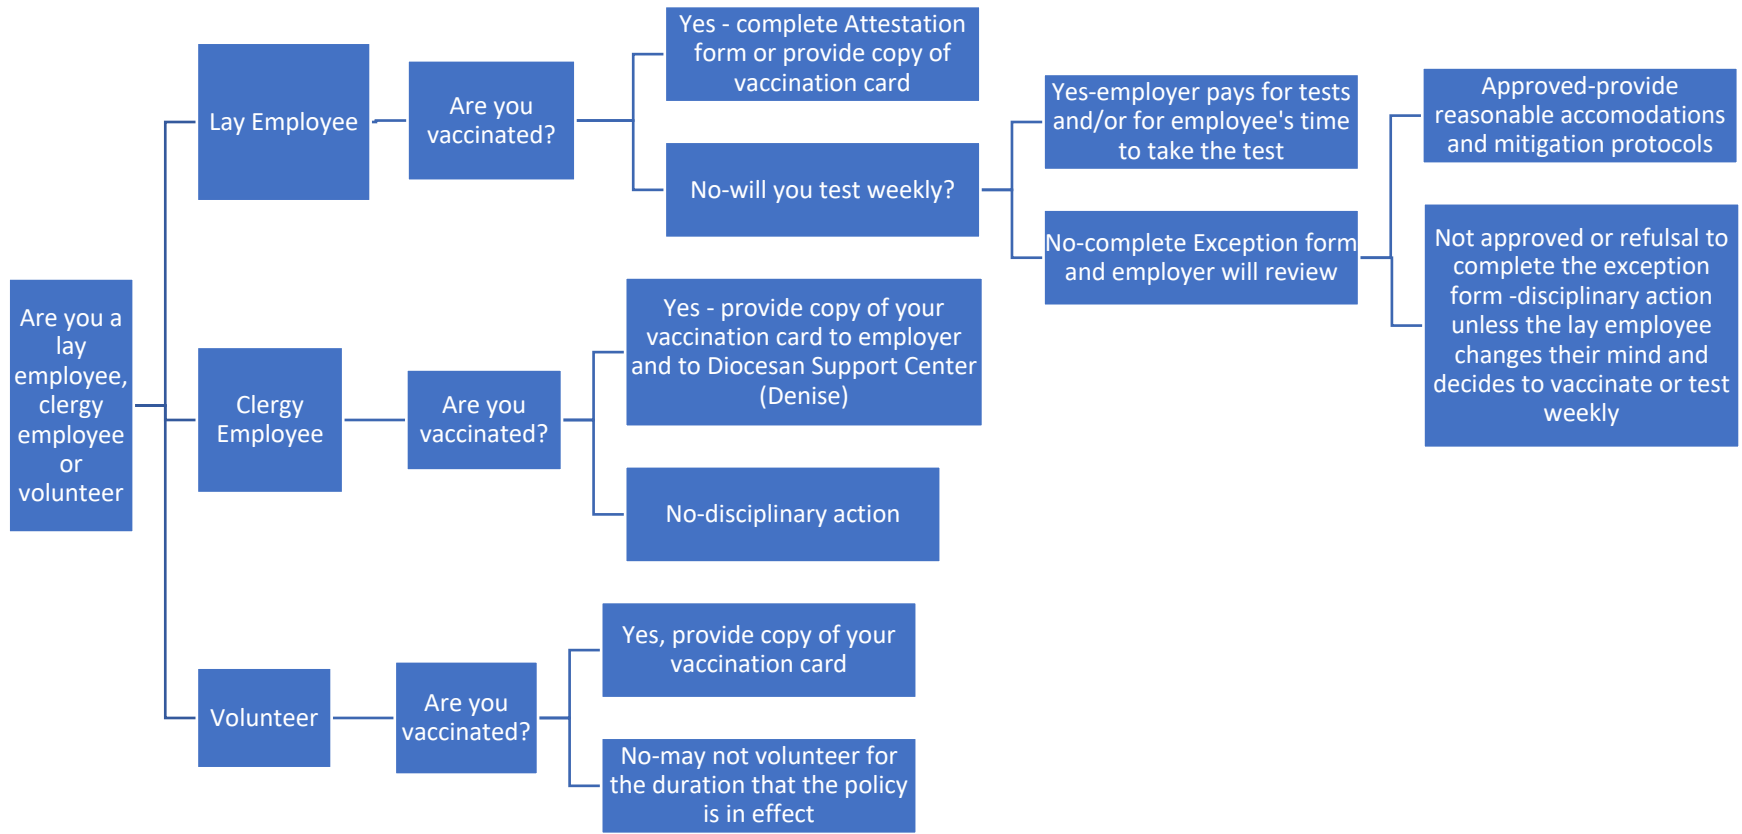 Are you a
lay
employee,
clergy
employee
or
volunteer
Lay Employee
Are you
vaccinated?
Yes - complete Attestation
form or provide copy of
vaccination card
No-will you test weekly?
Yes-employer pays for tests
and/or for employee's time
to take the test
No-complete Exception form
and employer will review
Approved-provide
reasonable accomodations
and mitigation protocols
Not approved or refulsal to
complete the exception
form -disciplinary action
unless the lay employee
changes their mind and
decides to vaccinate or test
weekly
Clergy
Employee
Are you
vaccinated?
Yes - provide copy of your
vaccination card to employer
and to Diocesan Support Center
(Denise)
No-disciplinary action
Volunteer
Are you
vaccinated?
Yes, provide copy of your
vaccination card
No-may not volunteer for
the duration that the policy
is in effect